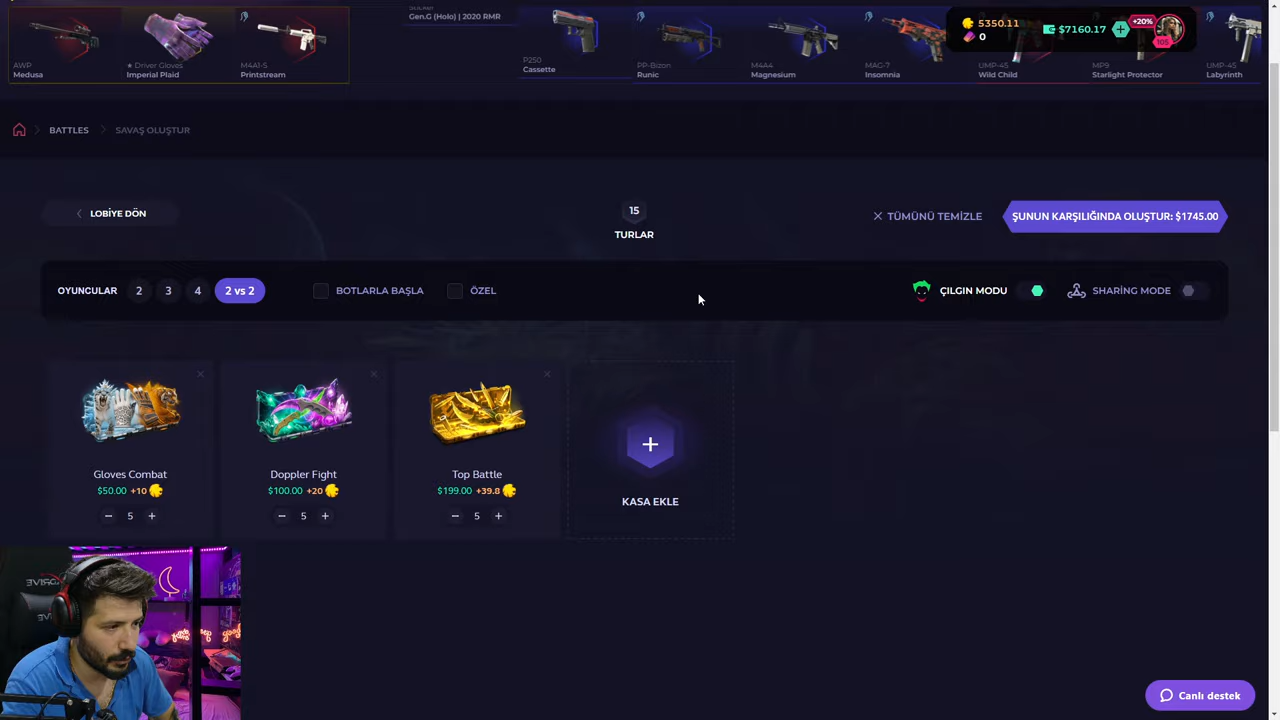 Gen.G (Holo) | 2020 RMR
5350.11
0
$7160.17
+20%
105
AWP
Medusa
★ Driver Gloves
Imperial Plaid
M4A1-S
Printstream
P250
Cassette
PP-Bizon
Runic
M4A4
Magnesium
MAG-7
Insomnia
UMP-45
Wild Child
MP9
Starlight Protector
UMP-45
Labyrinth
BATTLES
SAVAŞ OLUŞTUR
LOBİYE DÖN
15
TURLAR
TÜMÜNÜ TEMİZLE
ŞUNUN KARŞILIĞINDA OLUŞTUR: $1745.00
OYUNCULAR 2 3 4 2 vs 2
BOTLARLA BAŞLA
ÖZEL
ÇILGIN MODU
SHARİNG MODE
Gloves Combat
$50.00 +10
5
Doppler Fight
$100.00 +20
5
Top Battle
$199.00 +39.8
5
KASA EKLE
Canlı destek